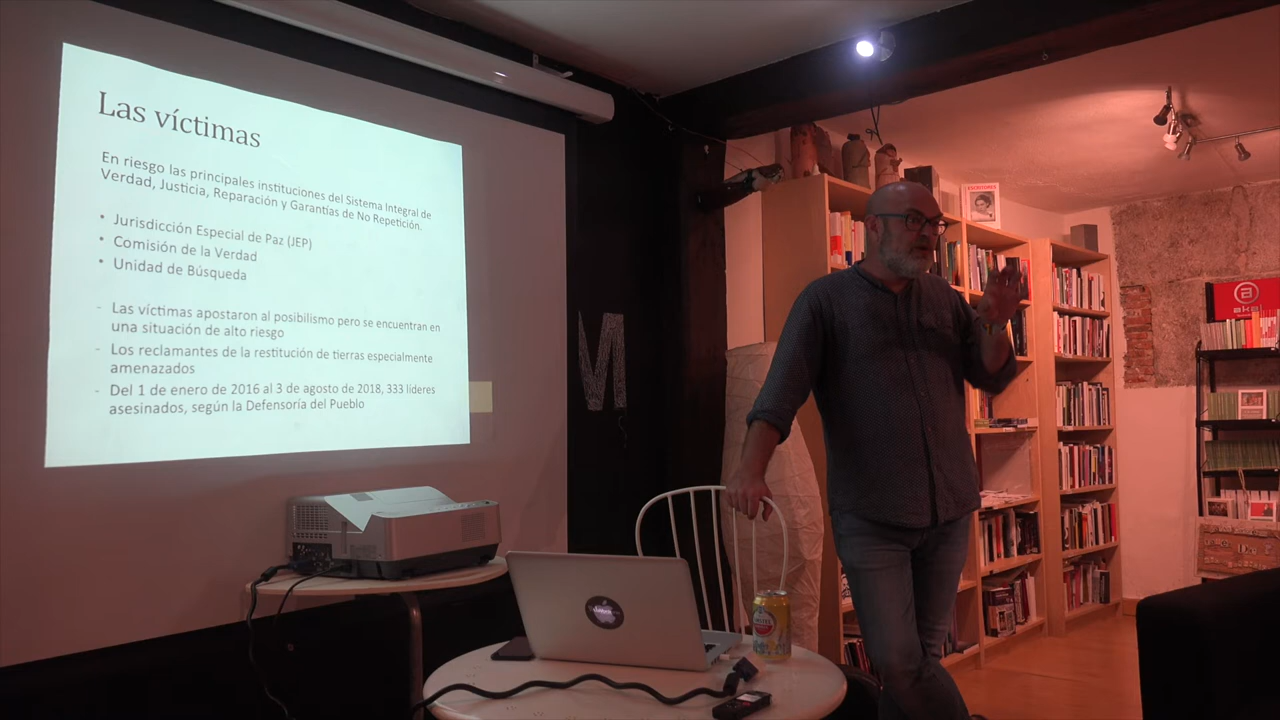 Las víctimas
En riesgo las principales instituciones del Sistema Integral de
Verdad, Justicia, Reparación y Garantías de No Repetición.
• Jurisdicción Especial de Paz (JEP)
• Comisión de la Verdad
• Unidad de Búsqueda
- Las víctimas apostaron al posibilismo pero se encuentran en
una situación de alto riesgo
- Los reclamantes de la restitución de tierras especialmente
amenazados
- Del 1 de enero de 2016 al 3 de agosto de 2018, 333 líderes
asesinados, según la Defensoría del Pueblo
M
akal